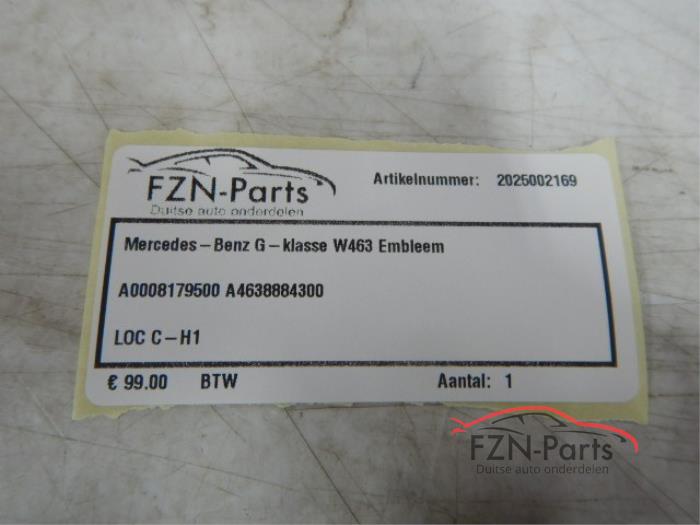 FZN-Parts
Duitse auto onderdelen
Artikelnummer: 2025002169
Mercedes-Benz G-klasse W463 Embleem
A0008179500 A4638884300
LOC C-H1
€ 99.00 BTW Aantal: 1
FZN-Parts
Duitse auto onderdelen